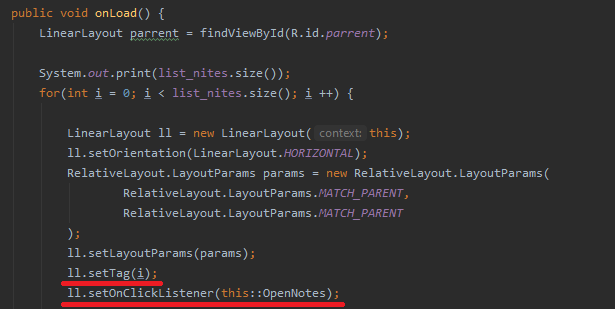 public void onLoad() {
LinearLayout parrent = findViewById(R.id.parrent);
System.out.print(list_nites.size());
for(int i = 0; i < list_nites.size(); i ++) {
LinearLayout ll = new LinearLayout( context: this);
ll.setOrientation(LinearLayout.HORIZONTAL);
RelativeLayout.LayoutParams params = new RelativeLayout.LayoutParams(
RelativeLayout.LayoutParams.MATCH_PARENT,
RelativeLayout.LayoutParams.MATCH_PARENT
);
ll.setLayoutParams(params);
ll.setTag(i);
ll.setOnClickListener(this::OpenNotes);